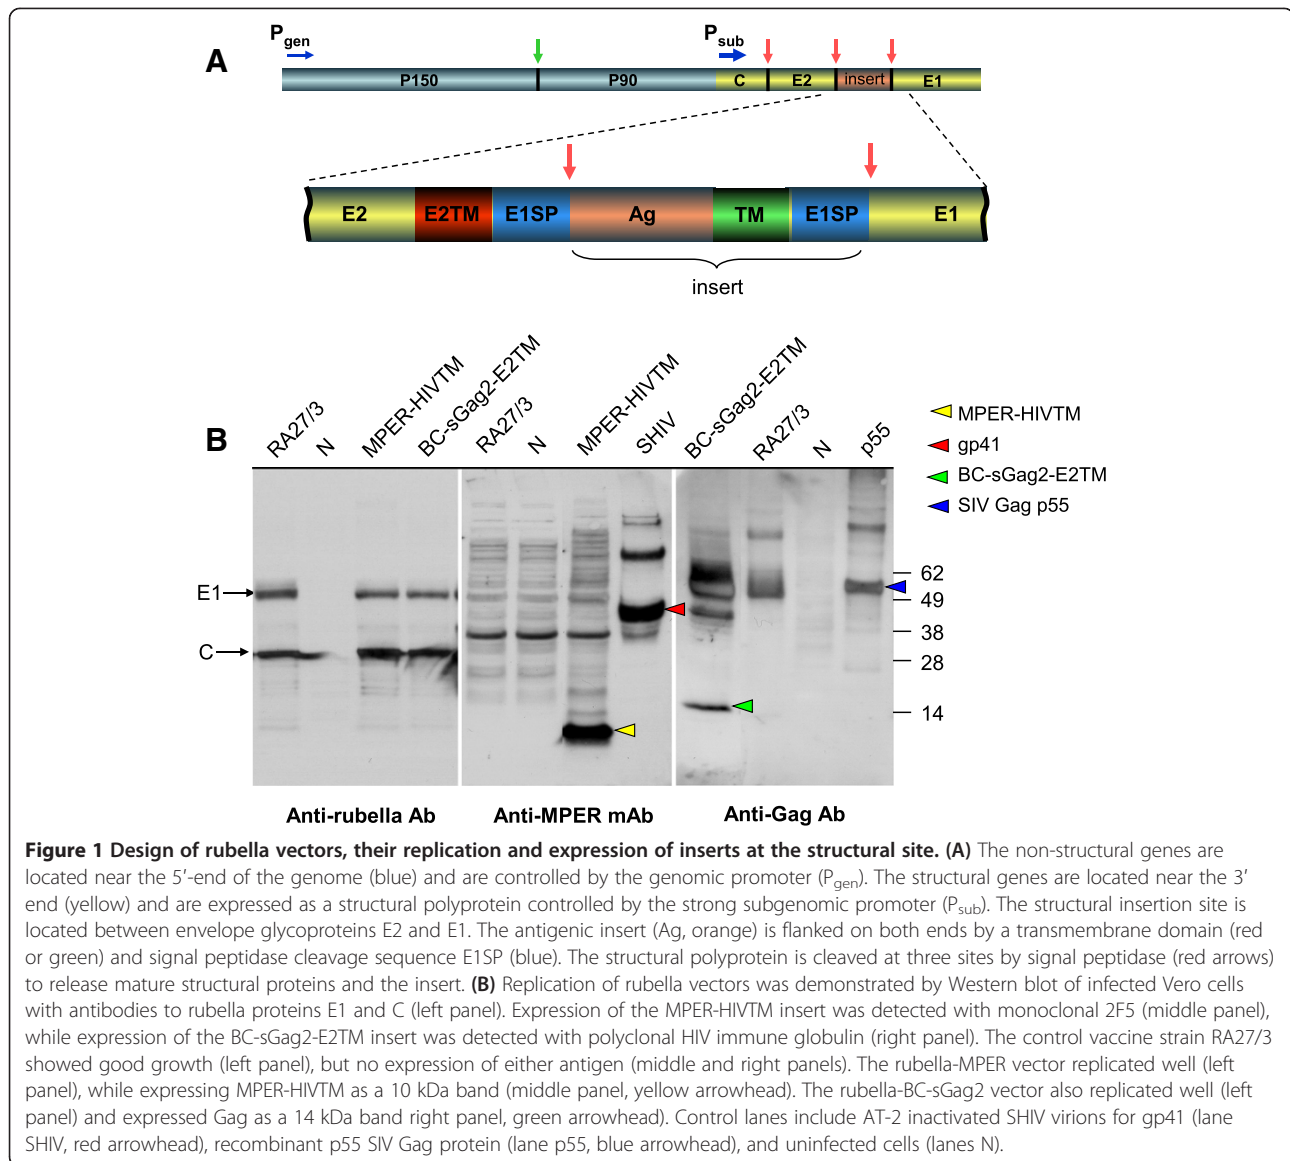 A
P gen
P sub
P150
P90
C
E2
insert
E1
E2
E2TM
E1SP
Ag
TM
E1SP
E1
insert
B
RA27/3
N
MPER-HIVTM
BC-sGag2-E2TM
RA27/3
N
MPER-HIVTM
SHIV
BC-sGag2-E2TM
RA27/3
N
p55
MPER-HIVTM
gp41
BC-sGag2-E2TM
SIV Gag p55
E1
C
62
49
38
28
14
Anti-rubella Ab
Anti-MPER mAb
Anti-Gag Ab
Figure 1 Design of rubella vectors, their replication and expression of inserts at the structural site. (A) The non-structural genes are
located near the 5′-end of the genome (blue) and are controlled by the genomic promoter (Pgen). The structural genes are located near the 3′
end (yellow) and are expressed as a structural polyprotein controlled by the strong subgenomic promoter (Psub). The structural insertion site is
located between envelope glycoproteins E2 and E1. The antigenic insert (Ag, orange) is flanked on both ends by a transmembrane domain (red
or green) and signal peptidase cleavage sequence E1SP (blue). The structural polyprotein is cleaved at three sites by signal peptidase (red arrows)
to release mature structural proteins and the insert. (B) Replication of rubella vectors was demonstrated by Western blot of infected Vero cells
with antibodies to rubella proteins E1 and C (left panel). Expression of the MPER-HIVTM insert was detected with monoclonal 2F5 (middle panel),
while expression of the BC-sGag2-E2TM insert was detected with polyclonal HIV immune globulin (right panel). The control vaccine strain RA27/3
showed good growth (left panel), but no expression of either antigen (middle and right panels). The rubella-MPER vector replicated well (left
panel), while expressing MPER-HIVTM as a 10 kDa band (middle panel, yellow arrowhead). The rubella-BC-sGag2 vector also replicated well (left
panel) and expressed Gag as a 14 kDa band right panel, green arrowhead). Control lanes include AT-2 inactivated SHIV virions for gp41 (lane
SHIV, red arrowhead), recombinant p55 SIV Gag protein (lane p55, blue arrowhead), and uninfected cells (lanes N).